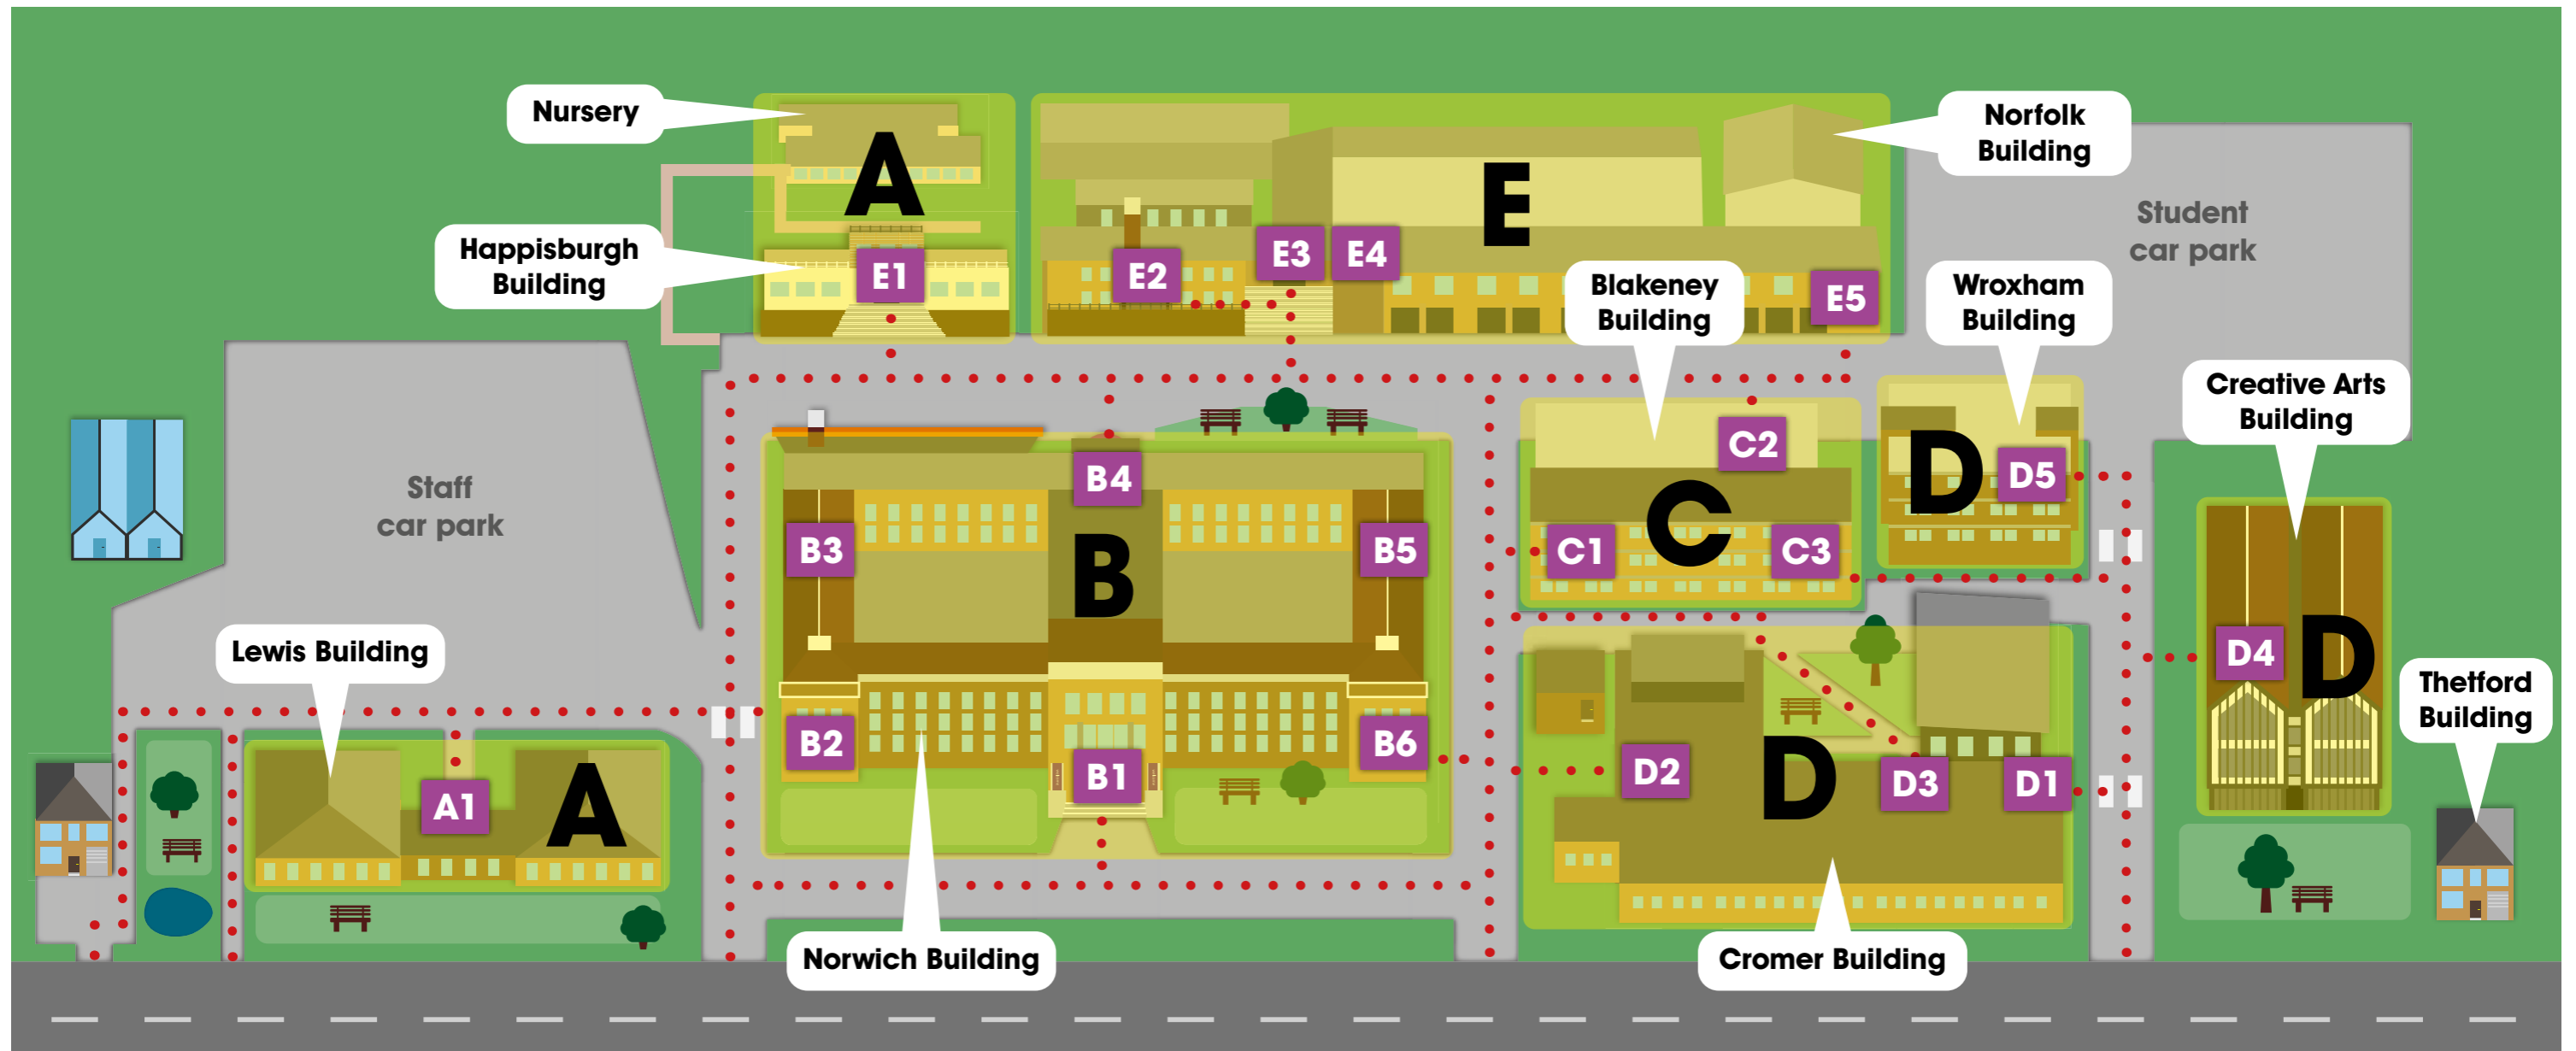 Nursery
A
Happisburgh
Building
E1
E
E2
E3
E4
E5
Norfolk
Building
Student
car park
Blakeney
Building
Wroxham
Building
Creative Arts
Building
Staff
car park
B4
B3
B
B5
B2
B1
B6
C2
C
C1
C3
D
D5
D4
D
Thetford
Building
Lewis Building
A1
A
D2
D
D3
D1
Norwich Building
Cromer Building